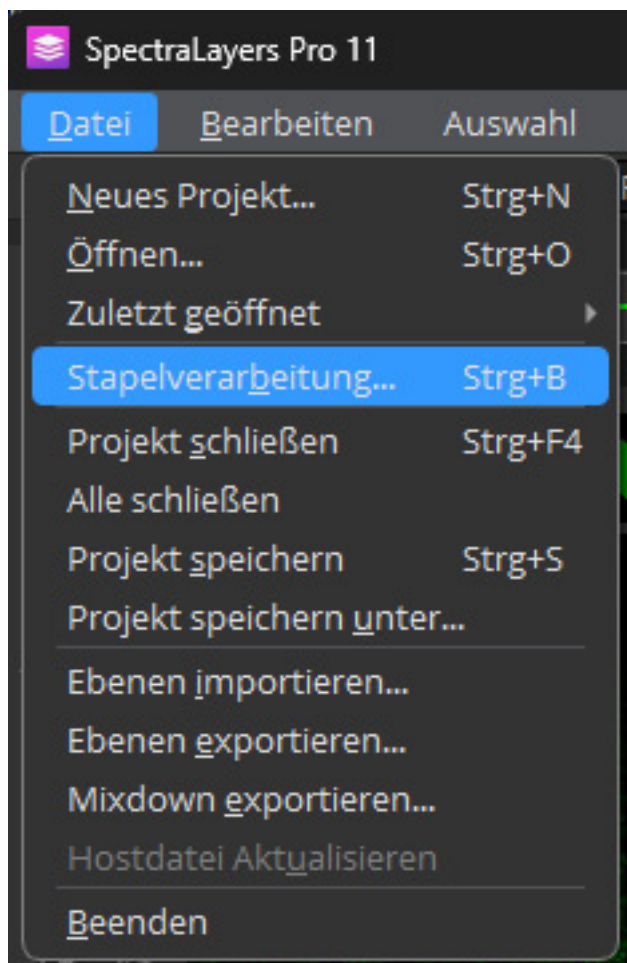 SpectraLayers Pro 11
Datei Bearbeiten Auswahl
Neues Projekt... Strg+N
Öffnen... Strg+O
Zuletzt geöffnet
Stapelverarbeitung... Strg+B
Projekt schließen Strg+F4
Alle schließen
Projekt speichern Strg+S
Projekt speichern unter...
Ebenen importieren...
Ebenen exportieren...
Mixdown exportieren...
Hostdatei Aktualisieren
Beenden